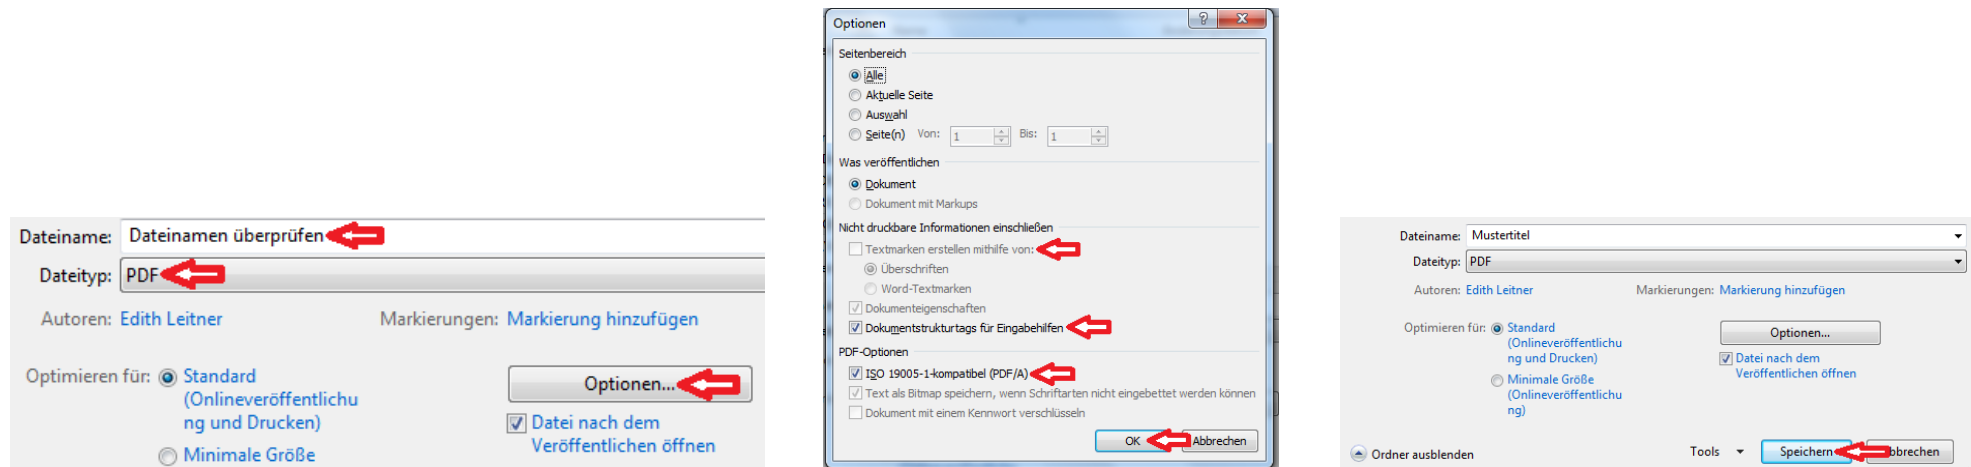 Dateiname: Dateinamen überprüfen
Dateityp: PDF
Autoren: Edith Leitner Markierungen: Markierung hinzufügen
Optimieren für: Standard
(Onlineveröffentlichu
ng und Drucken)
Minimale Größe
Optionen...
Datei nach dem
Veröffentlichen öffnen
Optionen
Seitenbereich
Alle
Aktuelle Seite
Auswahl
Seite(n) Von: 1 Bis: 1
Was veröffentlichen
Dokument
Dokument mit Markups
Nicht druckbare Informationen einschließen
Textmarken erstellen mithilfe von:
Überschriften
Word-Textmarken
Dokumenteigenschaften
Dokumentstrukturtags für Eingabehilfen
PDF-Optionen
ISO 19005-1-kompatibel (PDF/A)
Text als Bitmap speichern, wenn Schriftarten nicht eingebettet werden können
Dokument mit einem Kennwort verschlüsseln
OK Abbrechen
Dateiname: Mustertitel
Dateityp: PDF
Autoren: Edith Leitner Markierungen: Markierung hinzufügen
Optimieren für: Standard
(Onlineveröffentlichu
ng und Drucken)
Minimale Größe
(Onlineveröffentlichu
ng)
Optionen...
Datei nach dem
Veröffentlichen öffnen
Ordner ausblenden Tools Speichern bbrechen